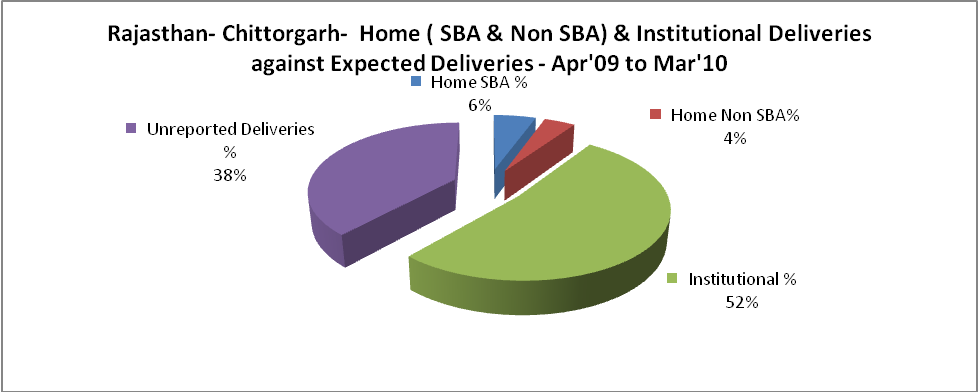 Rajasthan- Chittorgarh- Home ( SBA & Non SBA) & Institutional Deliveries
against Expected Deliveries - Apr'09 to Mar'10
Home SBA %
6%
Home Non SBA%
4%
Unreported Deliveries
%
38%
Institutional %
52%